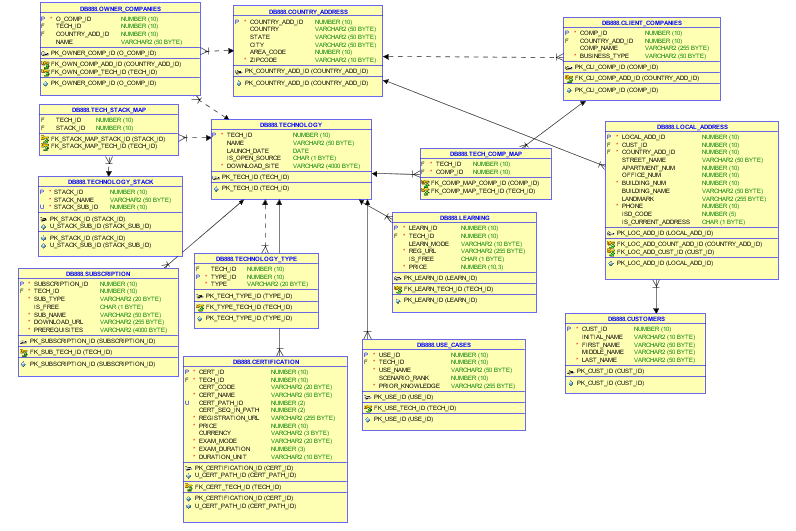 DB888.OWNER_COMPANIES
P * O_COMP_ID NUMBER (10)
F TECH_ID NUMBER (10)
F COUNTRY_ADD_ID NUMBER (10)
* NAME VARCHAR2 (50 BYTE)
PK_OWNER_COMP_ID (O_COMP_ID)
FK_OWN_COMP_ADD_ID (COUNTRY_ADD_ID)
FK_OWN_COMP_TECH_ID (TECH_ID)
PK_OWNER_COMP_ID (O_COMP_ID)
DB888.COUNTRY_ADDRESS
P * COUNTRY_ADD_ID NUMBER (10)
* COUNTRY VARCHAR2 (50 BYTE)
STATE VARCHAR2 (50 BYTE)
* CITY VARCHAR2 (50 BYTE)
AREA_CODE NUMBER (10)
* ZIPCODE NUMBER (10)
PK_COUNTRY_ADD_ID (COUNTRY_ADD_ID)
PK_COUNTRY_ADD_ID (COUNTRY_ADD_ID)
DB888.CLIENT_COMPANIES
P * COMP_ID NUMBER (10)
F COUNTRY_ADD_ID NUMBER (10)
COMP_NAME VARCHAR2 (255 BYTE)
* BUSINESS_TYPE VARCHAR2 (50 BYTE)
PK_CLI_COMP_ID (COMP_ID)
FK_CLI_COMP_ADD_ID (COUNTRY_ADD_ID)
PK_CLI_COMP_ID (COMP_ID)
DB888.TECH_STACK_MAP
F TECH_ID NUMBER (10)
F STACK_ID NUMBER (10)
FK_STACK_MAP_STACK_ID (STACK_ID)
FK_STACK_MAP_TECH_ID (TECH_ID)
DB888.TECHNOLOGY
P * TECH_ID NUMBER (10)
NAME VARCHAR2 (50 BYTE)
LAUNCH_DATE DATE
IS_OPEN_SOURCE CHAR (1 BYTE)
* DOWNLOAD_SITE VARCHAR2 (4000 BYTE)
PK_TECH_ID (TECH_ID)
PK_TECH_ID (TECH_ID)
DB888.TECH_COMP_MAP
F * TECH_ID NUMBER (10)
F * COMP_ID NUMBER (10)
FK_COMP_MAP_COMP_ID (COMP_ID)
FK_COMP_MAP_TECH_ID (TECH_ID)
DB888.LOCAL_ADDRESS
P * LOCAL_ADD_ID NUMBER (10)
F * CUST_ID NUMBER (10)
F * COUNTRY_ADD_ID NUMBER (10)
STREET_NAME VARCHAR2 (50 BYTE)
* APARTMENT_NUM NUMBER (10)
OFFICE_NUM NUMBER (10)
* BUILDING_NUM NUMBER (10)
BUILDING_NAME VARCHAR2 (50 BYTE)
LANDMARK VARCHAR2 (255 BYTE)
* PHONE NUMBER (10)
ISD_CODE NUMBER (5)
* IS_CURRENT_ADDRESS CHAR (1 BYTE)
PK_LOC_ADD_ID (LOCAL_ADD_ID)
FK_LOC_ADD_COUNT_ADD_ID (COUNTRY_ADD_ID)
FK_LOC_ADD_CUST_ID (CUST_ID)
PK_LOC_ADD_ID (LOCAL_ADD_ID)
DB888.TECHNOLOGY_STACK
P * STACK_ID NUMBER (10)
* STACK_NAME VARCHAR2 (50 BYTE)
U * STACK_SUB_ID NUMBER (10)
PK_STACK_ID (STACK_ID)
U_STACK_SUB_ID (STACK_SUB_ID)
PK_STACK_ID (STACK_ID)
U_STACK_SUB_ID (STACK_SUB_ID)
DB888.LEARNING
P * LEARN_ID NUMBER (10)
F * TECH_ID NUMBER (10)
LEARN_MODE VARCHAR2 (10 BYTE)
* REG_URL VARCHAR2 (255 BYTE)
IS_FREE CHAR (1 BYTE)
* PRICE NUMBER (10,3)
PK_LEARN_ID (LEARN_ID)
FK_LEARN_TECH_ID (TECH_ID)
PK_LEARN_ID (LEARN_ID)
DB888.TECHNOLOGY_TYPE
F TECH_ID NUMBER (10)
P * TYPE_ID NUMBER (10)
* TYPE VARCHAR2 (20 BYTE)
PK_TECH_TYPE_ID (TYPE_ID)
FK_TYPE_TECH_ID (TECH_ID)
PK_TECH_TYPE_ID (TYPE_ID)
DB888.SUBSCRIPTION
P * SUBSCRIPTION_ID NUMBER (10)
F * TECH_ID NUMBER (10)
* SUB_TYPE VARCHAR2 (20 BYTE)
IS_FREE CHAR (1 BYTE)
* SUB_NAME VARCHAR2 (50 BYTE)
* DOWNLOAD_URL VARCHAR2 (255 BYTE)
* PREREQUISITES VARCHAR2 (4000 BYTE)
PK_SUBSCRIPTION_ID (SUBSCRIPTION_ID)
FK_SUB_TECH_ID (TECH_ID)
PK_SUBSCRIPTION_ID (SUBSCRIPTION_ID)
DB888.CUSTOMERS
P * CUST_ID NUMBER (10)
INITIAL_NAME VARCHAR2 (10 BYTE)
* FIRST_NAME VARCHAR2 (50 BYTE)
MIDDLE_NAME VARCHAR2 (50 BYTE)
* LAST_NAME VARCHAR2 (50 BYTE)
PK_CUST_ID (CUST_ID)
PK_CUST_ID (CUST_ID)
DB888.USE_CASES
P * USE_ID NUMBER (10)
F * TECH_ID NUMBER (10)
* USE_NAME VARCHAR2 (50 BYTE)
SCENARIO_RANK NUMBER (10)
* PRIOR_KNOWLEDGE VARCHAR2 (255 BYTE)
PK_USE_ID (USE_ID)
FK_USE_TECH_ID (TECH_ID)
PK_USE_ID (USE_ID)
DB888.CERTIFICATION
P * CERT_ID NUMBER (10)
F * TECH_ID NUMBER (10)
CERT_CODE VARCHAR2 (20 BYTE)
* CERT_NAME VARCHAR2 (50 BYTE)
U CERT_PATH_ID NUMBER (2)
CERT_SEQ_IN_PATH NUMBER (2)
* REGISTRATION_URL VARCHAR2 (255 BYTE)
* PRICE NUMBER (10)
CURRENCY VARCHAR2 (3 BYTE)
* EXAM_MODE VARCHAR2 (20 BYTE)
* EXAM_DURATION NUMBER (3)
* DURATION_UNIT VARCHAR2 (10 BYTE)
PK_CERTIFICATION_ID (CERT_ID)
U_CERT_PATH_ID (CERT_PATH_ID)
FK_CERT_TECH_ID (TECH_ID)
PK_CERTIFICATION_ID (CERT_ID)
U_CERT_PATH_ID (CERT_PATH_ID)